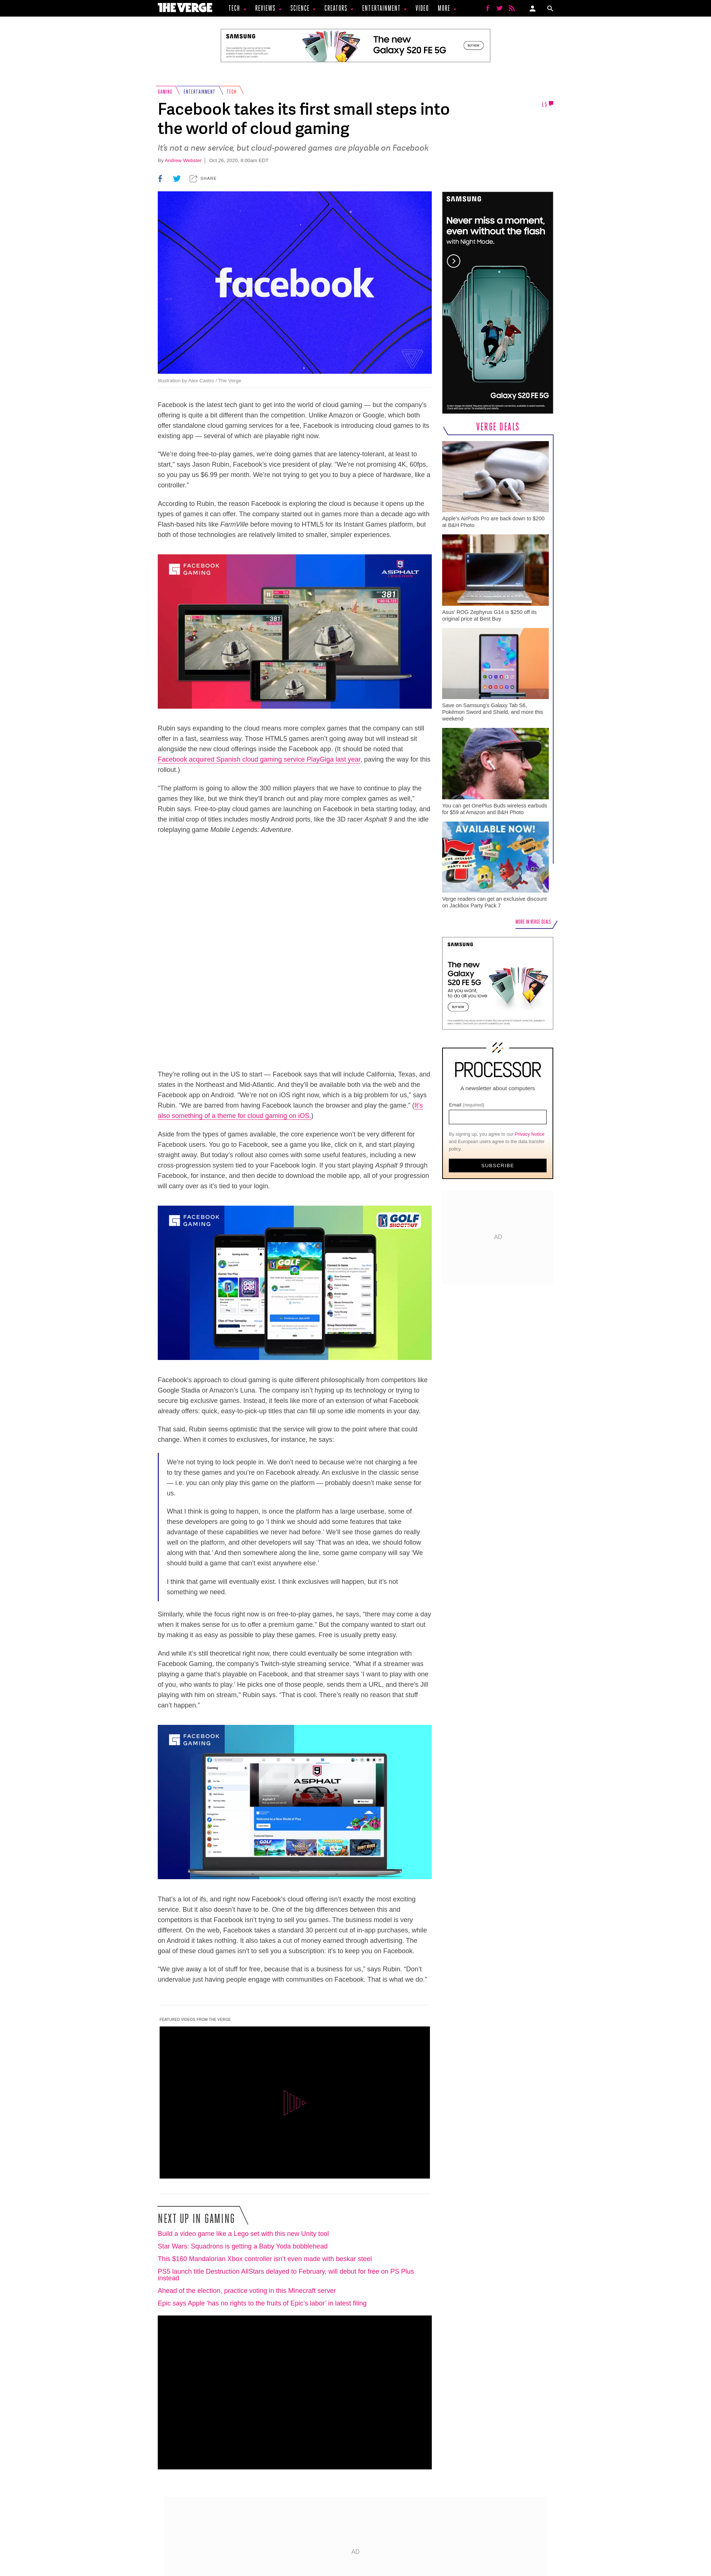 THE VERGE
TECH
REVIEWS
SCIENCE
CREATORS
ENTERTAINMENT
VIDEO
MORE
SAMSUNG
The new
Galaxy S20 FE 5G
BUY NOW
GAMING
ENTERTAINMENT
TECH
Facebook takes its first small steps into
the world of cloud gaming
It's not a new service, but cloud-powered games are playable on Facebook
By Andrew Webster | Oct 26, 2020, 8:00am EDT
SHARE
facebook
Illustration by Alex Castro / The Verge
Facebook is the latest tech giant to get into the world of cloud gaming — but the company's
offering is quite a bit different than the competition. Unlike Amazon or Google, which both
offer standalone cloud gaming services for a fee, Facebook is introducing cloud games to its
existing app — several of which are playable right now.
"We're doing free-to-play games, we're doing games that are latency-tolerant, at least to
start," says Jason Rubin, Facebook's vice president of play. "We're not promising 4K, 60fps,
so you pay us $6.99 per month. We're not trying to get you to buy a piece of hardware, like a
controller."
According to Rubin, the reason Facebook is exploring the cloud is because it opens up the
types of games it can offer. The company started out in games more than a decade ago with
Flash-based hits like FarmVille before moving to HTML5 for its Instant Games platform, but
both of those technologies are relatively limited to smaller, simpler experiences.
FACEBOOK
GAMING
ASPHALT
381
381
Rubin says expanding to the cloud means more complex games that the company can still
offer in a fast, seamless way. Those HTML5 games aren't going away but will instead sit
alongside the new cloud offerings inside the Facebook app. (It should be noted that
Facebook acquired Spanish cloud gaming service PlayGiga last year, paving the way for this
rollout.)
"The platform is going to allow the 300 million players that we have to continue to play the
games they like, but we think they'll branch out and play more complex games as well,"
Rubin says. Free-to-play cloud games are launching on Facebook in beta starting today, and
the initial crop of titles includes mostly Android ports, like the 3D racer Asphalt 9 and the idle
roleplaying game Mobile Legends: Adventure.
They're rolling out in the US to start — Facebook says that will include California, Texas, and
states in the Northeast and Mid-Atlantic. And they'll be available both via the web and the
Facebook app on Android. "We're not on iOS right now, which is a big problem for us," says
Rubin. "We are barred from having Facebook launch the browser and play the game." (It's
also something of a theme for cloud gaming on iOS.)
Aside from the types of games available, the core experience won't be very different for
Facebook users. You go to Facebook, see a game you like, click on it, and start playing
straight away. But today's rollout also comes with some useful features, including a new
cross-progression system tied to your Facebook login. If you start playing Asphalt 9 through
Facebook, for instance, and then decide to download the mobile app, all of your progression
will carry over as it's tied to your login.
FACEBOOK
GAMING
GOLF
SHOOTOUT
Facebook's approach to cloud gaming is quite different philosophically from competitors like
Google Stadia or Amazon's Luna. The company isn't hyping up its technology or trying to
secure big exclusive games. Instead, it feels like more of an extension of what Facebook
already offers: quick, easy-to-pick-up titles that can fill up some idle moments in your day.
That said, Rubin seems optimistic that the service will grow to the point where that could
change. When it comes to exclusives, for instance, he says:
We're not trying to lock people in. We don't need to because we're not charging a fee
to try these games and you're on Facebook already. An exclusive in the classic sense
— i.e. you can only play this game on the platform — probably doesn't make sense for
us.
What I think is going to happen, is once the platform has a large userbase, some of
these developers are going to go 'I think we should add some features that take
advantage of these capabilities we never had before.' We'll see those games do really
well on the platform, and other developers will say 'That was an idea, we should follow
along with that.' And then somewhere along the line, some game company will say 'We
should build a game that can't exist anywhere else.'
I think that game will eventually exist. I think exclusives will happen, but it's not
something we need.
Similarly, while the focus right now is on free-to-play games, he says, "there may come a day
when it makes sense for us to offer a premium game." But the company wanted to start out
by making it as easy as possible to play these games. Free is usually pretty easy.
And while it's still theoretical right now, there could eventually be some integration with
Facebook Gaming, the company's Twitch-style streaming service. "What if a streamer was
playing a game that's playable on Facebook, and that streamer says 'I want to play with one
of you, who wants to play.' He picks one of those people, sends them a URL, and there's Jill
playing with him on stream," Rubin says. "That is cool. There's really no reason that stuff
can't happen."
FACEBOOK
GAMING
ASPHALT
That's a lot of ifs, and right now Facebook's cloud offering isn't exactly the most exciting
service. But it also doesn't have to be. One of the big differences between this and
competitors is that Facebook isn't trying to sell you games. The business model is very
different. On the web, Facebook takes a standard 30 percent cut of in-app purchases, while
on Android it takes nothing. It also takes a cut of money earned through advertising. The
goal of these cloud games isn't to sell you a subscription: it's to keep you on Facebook.
"We give away a lot of stuff for free, because that is a business for us," says Rubin. "Don't
undervalue just having people engage with communities on Facebook. That is what we do."
FEATURED VIDEOS FROM THE VERGE
NEXT UP IN GAMING
Build a video game like a Lego set with this new Unity tool
Star Wars: Squadrons is getting a Baby Yoda bobblehead
This $160 Mandalorian Xbox controller isn't even made with beskar steel
PS5 launch title Destruction AllStars delayed to February, will debut for free on PS Plus
instead
Ahead of the election, practice voting in this Minecraft server
Epic says Apple 'has no rights to the fruits of Epic's labor' in latest filing
AD
SAMSUNG
Never miss a moment,
even without the flash
with Night Mode.
Galaxy S20 FE 5G
VERGE DEALS
Apple's AirPods Pro are back down to $200
at B&H Photo
Asus' ROG Zephyrus G14 is $250 off its
original price at Best Buy
Save on Samsung's Galaxy Tab S6,
Pokémon Sword and Shield, and more this
weekend
You can get OnePlus Buds wireless earbuds
for $59 at Amazon and B&H Photo
AVAILABLE NOW!
Verge readers can get an exclusive discount
on Jackbox Party Pack 7
MORE IN VERGE DEALS
SAMSUNG
The new
Galaxy
S20 FE 5G
All you want,
to do all you love.
BUY NOW
PROCESSOR
A newsletter about computers
Email (required)
By signing up, you agree to our Privacy Notice
and European users agree to the data transfer
policy.
SUBSCRIBE
AD